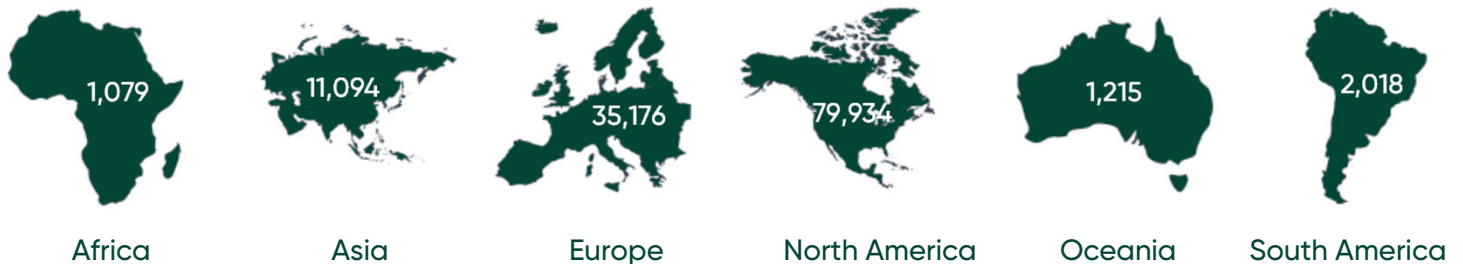 1,079
11,094
35,176
79,934
1,215
2,018
Africa
Asia
Europe
North America
Oceania
South America